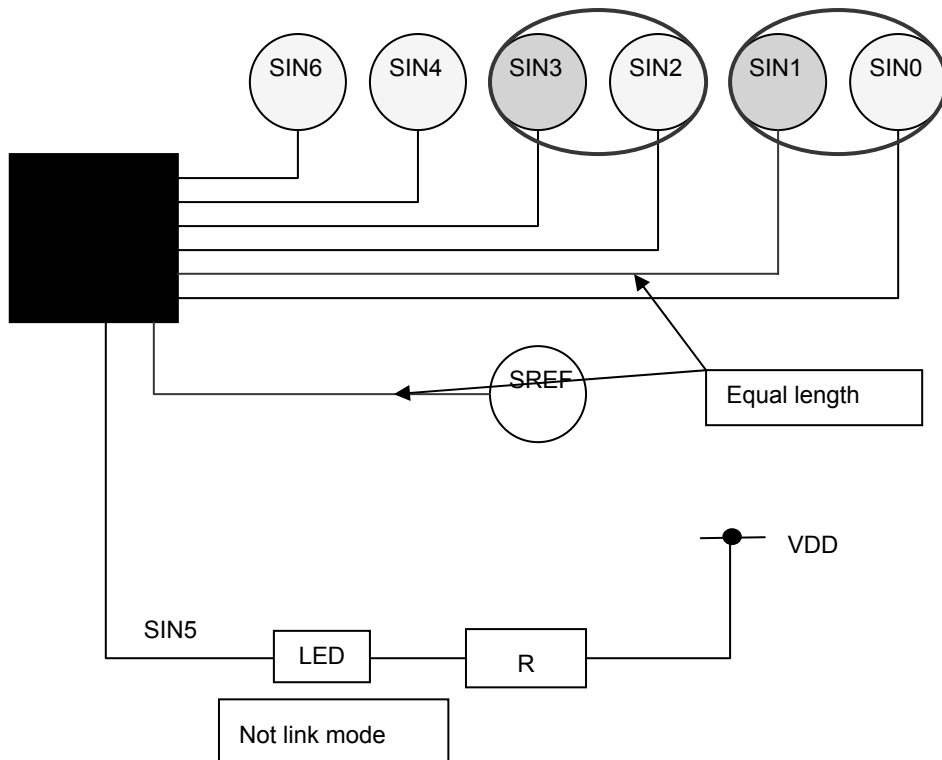 SIN6
SIN4
SIN3
SIN2
SIN1
SIN0
SREF
Equal length
VDD
SIN5
LED
R
Not link mode